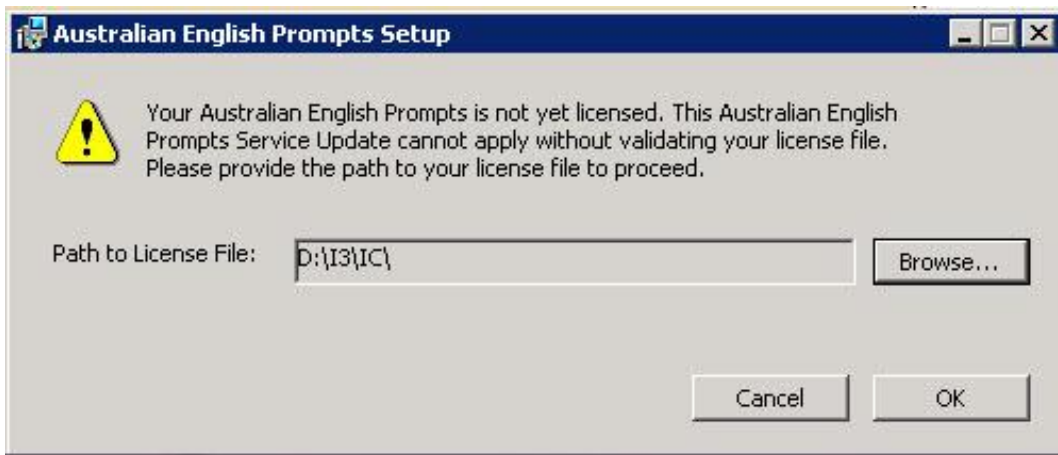 Australian English Prompts Setup
Your Australian English Prompts is not yet licensed. This Australian English
Prompts Service Update cannot apply without validating your license file.
Please provide the path to your license file to proceed.
Path to License File: D:\I3\IC\ Browse...
Cancel OK